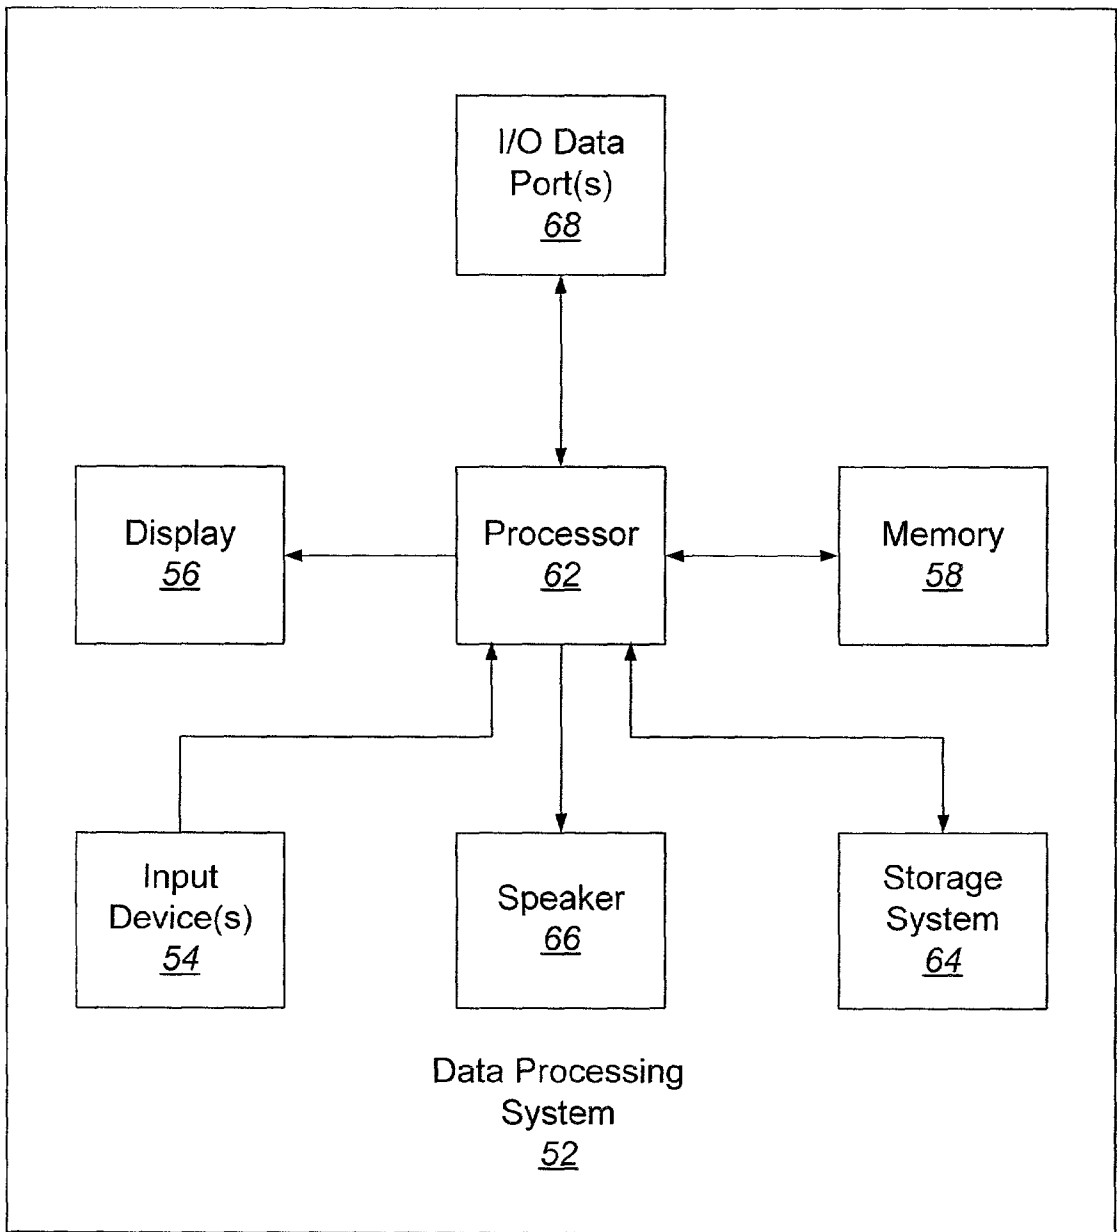 I/O Data
Port(s)
68
Display
56
Processor
62
Memory
58
Input
Device(s)
54
Speaker
66
Storage
System
64
Data Processing
System
52